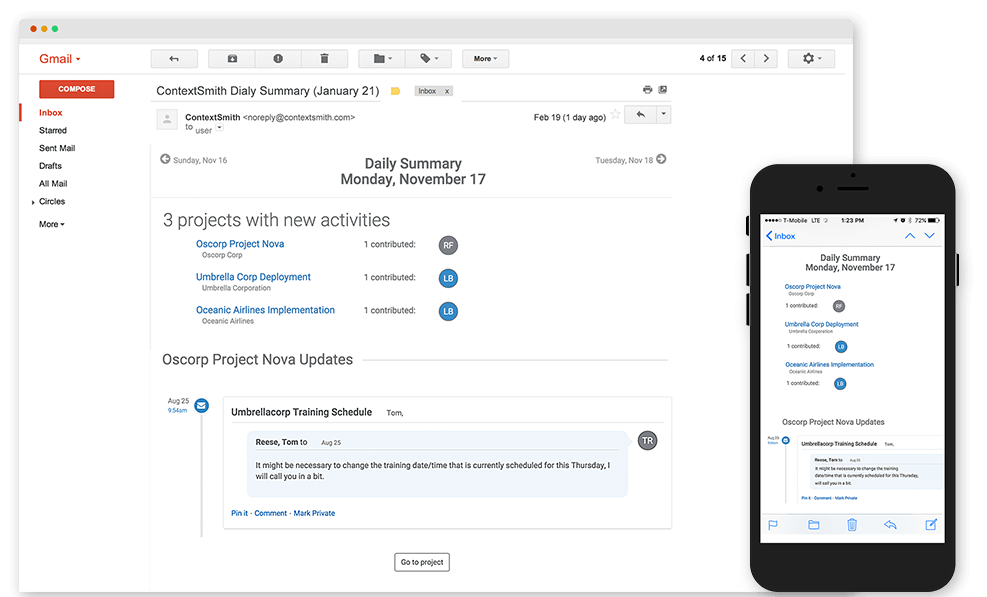 Gmail
More
4 of 15
COMPOSE
ContextSmith Dialy Summary (January 21)
Inbox x
Inbox
Starred
Sent Mail
Drafts
All Mail
Circles
More
ContextSmith <noreply@contextsmith.com>
to user
Feb 19 (1 day ago)
Sunday, Nov 16
Daily Summary
Monday, November 17
Tuesday, Nov 18
3 projects with new activities
Oscorp Project Nova
Oscorp Corp
1 contributed:
RF
Umbrella Corp Deployment
Umbrella Corporation
1 contributed:
LB
Oceanic Airlines Implementation
Oceanic Airlines
1 contributed:
LB
Oscorp Project Nova Updates
Aug 25
9:54am
Umbrellacorp Training Schedule Tom,
Reese, Tom to Aug 25
TR
It might be necessary to change the training date/time that is currently scheduled for this Thursday, I
will call you in a bit.
Pin it - Comment - Mark Private
Go to project
T-Mobile LTE 1:23 PM 72%
Inbox
Daily Summary
Monday, November 17
Oscorp Project Nova
Oscorp Corp
1 contributed:
RF
Umbrella Corp Deployment
Umbrella Corporation
1 contributed:
LB
Oceanic Airlines Implementation
Oceanic Airlines
1 contributed:
LB
Oscorp Project Nova Updates
Aug 25
9:54am
Umbrellacorp Training Schedule Tom,
Reese, Tom to Aug 25
It might be necessary to change the training
date/time that is currently scheduled for this Thursday,
will call you in a bit.
Pin it - Comment - Mark Private